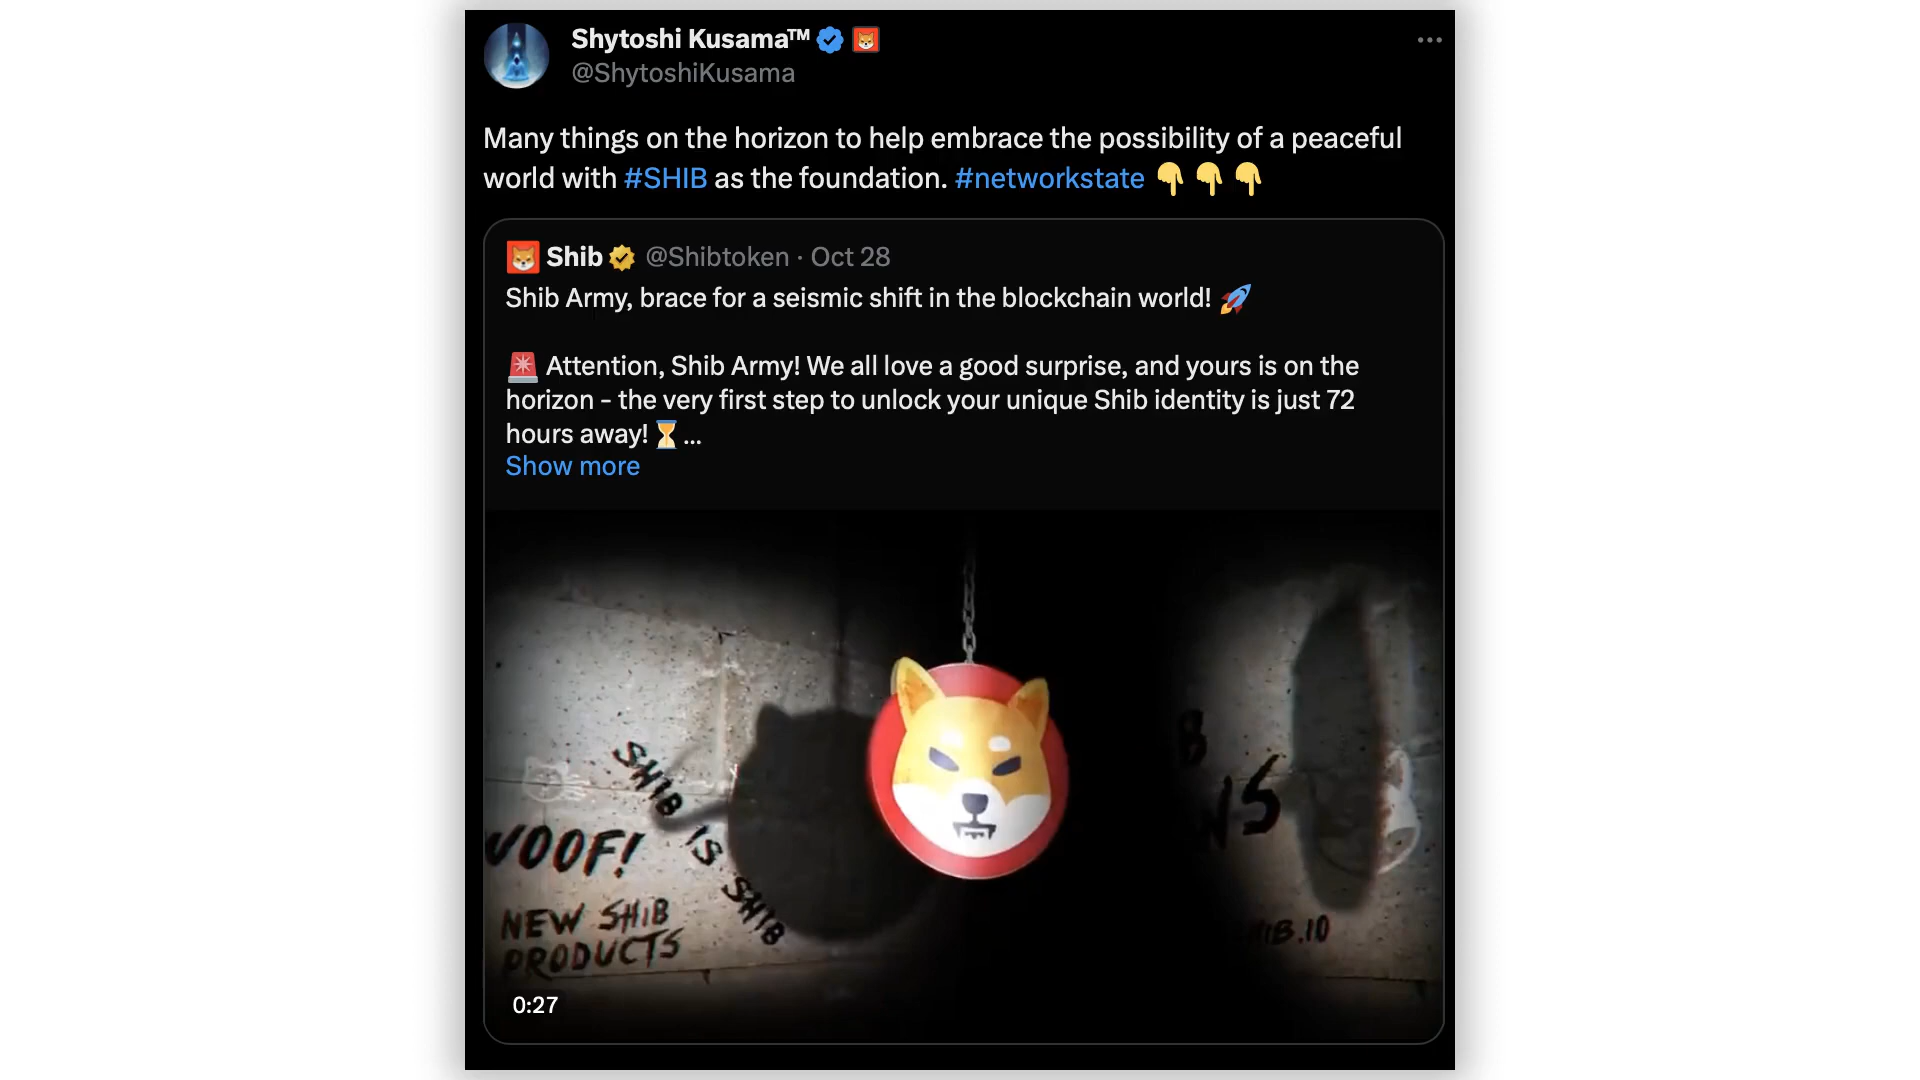 Shytoshi Kusama™
@ShytoshiKusama
Many things on the horizon to help embrace the possibility of a peaceful
world with #SHIB as the foundation. #networkstate 👇👇👇
Shib @Shibtoken · Oct 28
Shib Army, brace for a seismic shift in the blockchain world! 🚀
🚨 Attention, Shib Army! We all love a good surprise, and yours is on the
horizon - the very first step to unlock your unique Shib identity is just 72
hours away! ⏳...
Show more
SHIB IS SHIB
WOOF!
NEW SHIB
PRODUCTS
0:27